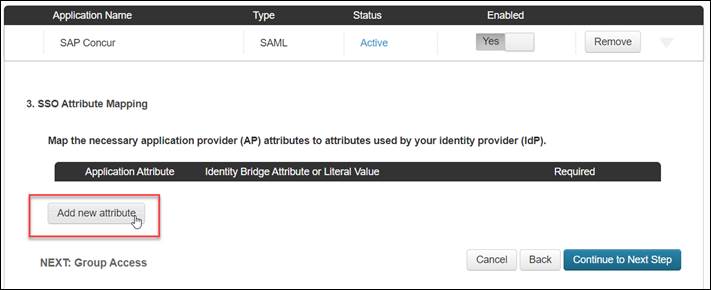 Application Name Type Status Enabled
SAP Concur SAML Active Yes Remove
3. SSO Attribute Mapping
Map the necessary application provider (AP) attributes to attributes used by your identity provider (IdP).
Application Attribute Identity Bridge Attribute or Literal Value Required
Add new attribute
NEXT: Group Access Cancel Back Continue to Next Step